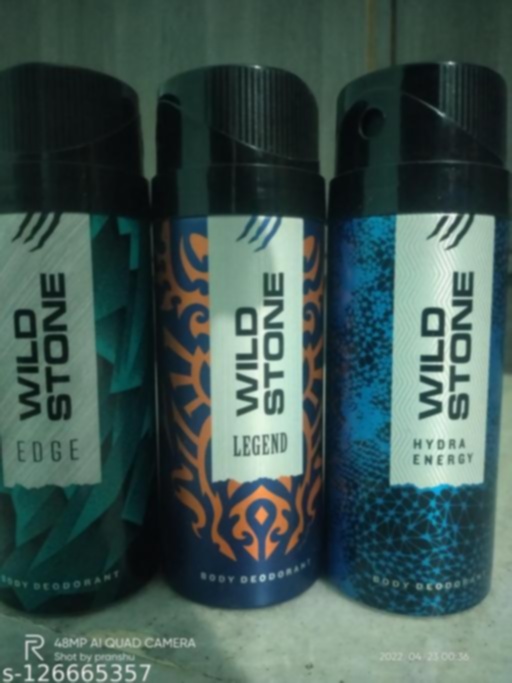 WILD
STONE
EDGE
BODY DEODORANT
WILD
STONE
LEGEND
BODY DEODORANT
WILD
STONE
HYDRA
ENERGY
BODY DEODORANT
48MP AI QUAD CAMERA
Shot by pranshu
2022-04-23 00:36
s-126665357